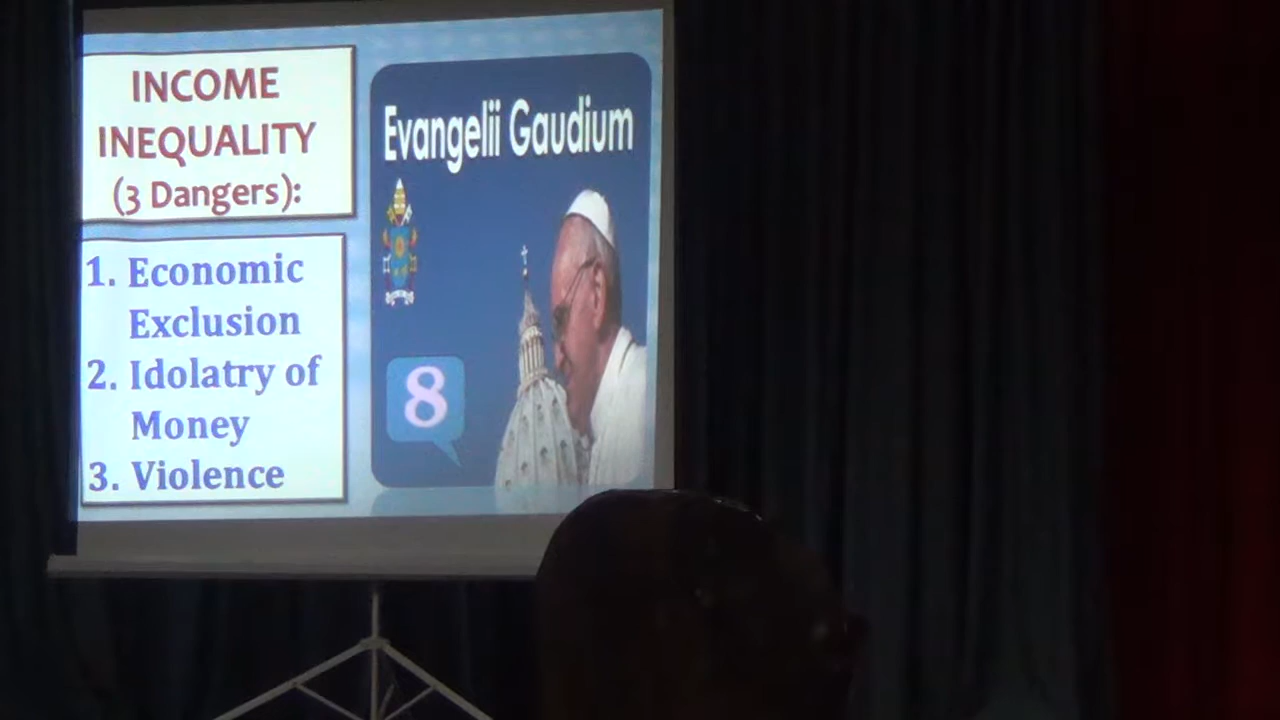 INCOME
INEQUALITY
(3 Dangers):
1. Economic
Exclusion
2. Idolatry of
Money
3. Violence
Evangelii Gaudium
8